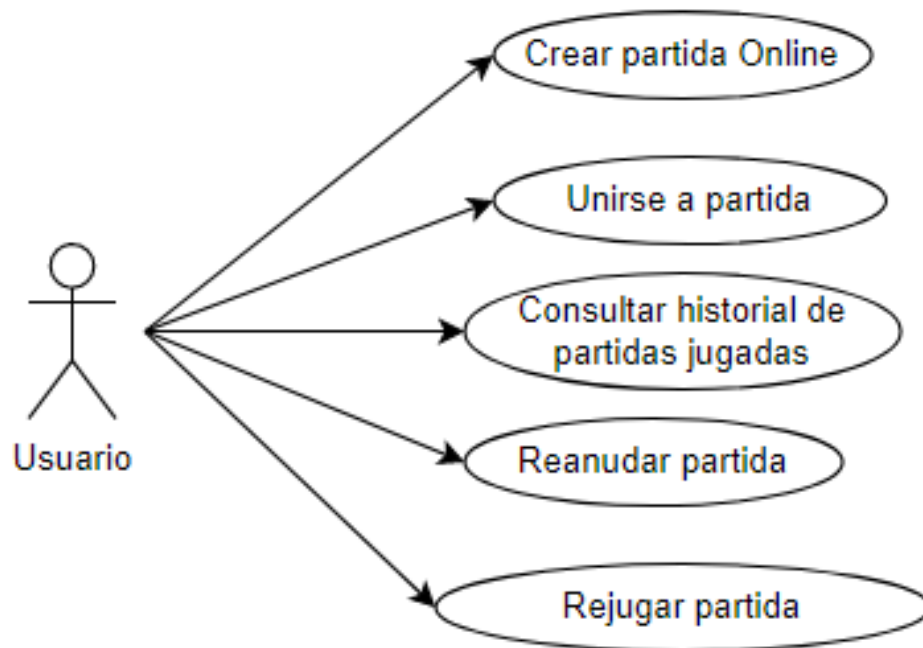 Crear partida Online
Unirse a partida
Consultar historial de
partidas jugadas
Usuario
Reanudar partida
Rejugar partida